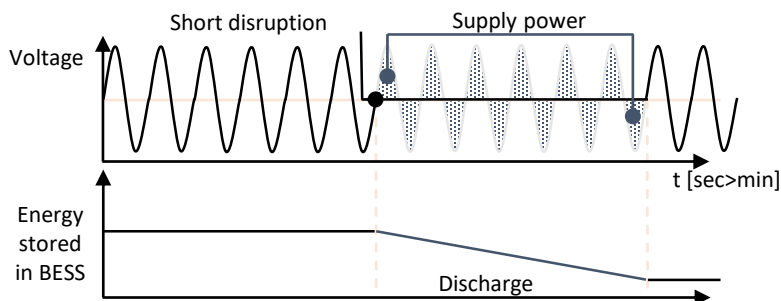 Short disruption
Supply power
Voltage
t [sec>min]
Energy
stored
in BESS
Discharge